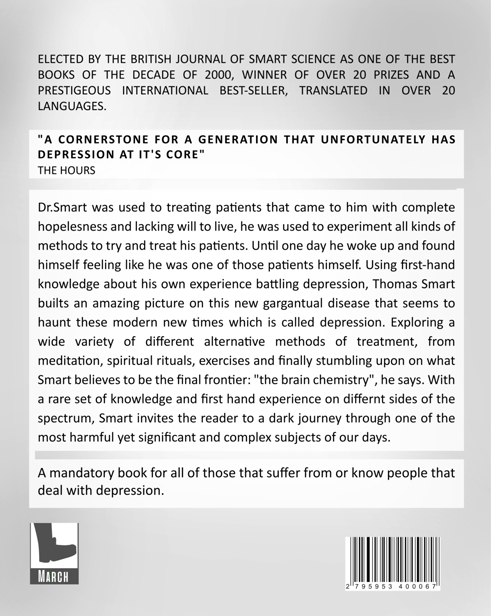 ELECTED BY THE BRITISH JOURNAL OF SMART SCIENCE AS ONE OF THE BEST
BOOKS OF THE DECADE OF 2000, WINNER OF OVER 20 PRIZES AND A
PRESTIGEOUS INTERNATIONAL BEST-SELLER, TRANSLATED IN OVER 20
LANGUAGES.
"A CORNERSTONE FOR A GENERATION THAT UNFORTUNATELY HAS
DEPRESSION AT IT'S CORE"
THE HOURS
Dr.Smart was used to treating patients that came to him with complete
hopelesness and lacking will to live, he was used to experiment all kinds of
methods to try and treat his patients. Until one day he woke up and found
himself feeling like he was one of those patients himself. Using first-hand
knowledge about his own experience battling depression, Thomas Smart
builts an amazing picture on this new gargantual disease that seems to
haunt these modern new times which is called depression. Exploring a
wide variety of different alternative methods of treatment, from
meditation, spiritual rituals, exercises and finally stumbling upon on what
Smart believes to be the final frontier: "the brain chemistry", he says. With
a rare set of knowledge and first hand experience on differnt sides of the
spectrum, Smart invites the reader to a dark journey through one of the
most harmful yet significant and complex subjects of our days.
A mandatory book for all of those that suffer from or know people that
deal with depression.
MARCH
2 795953 400067